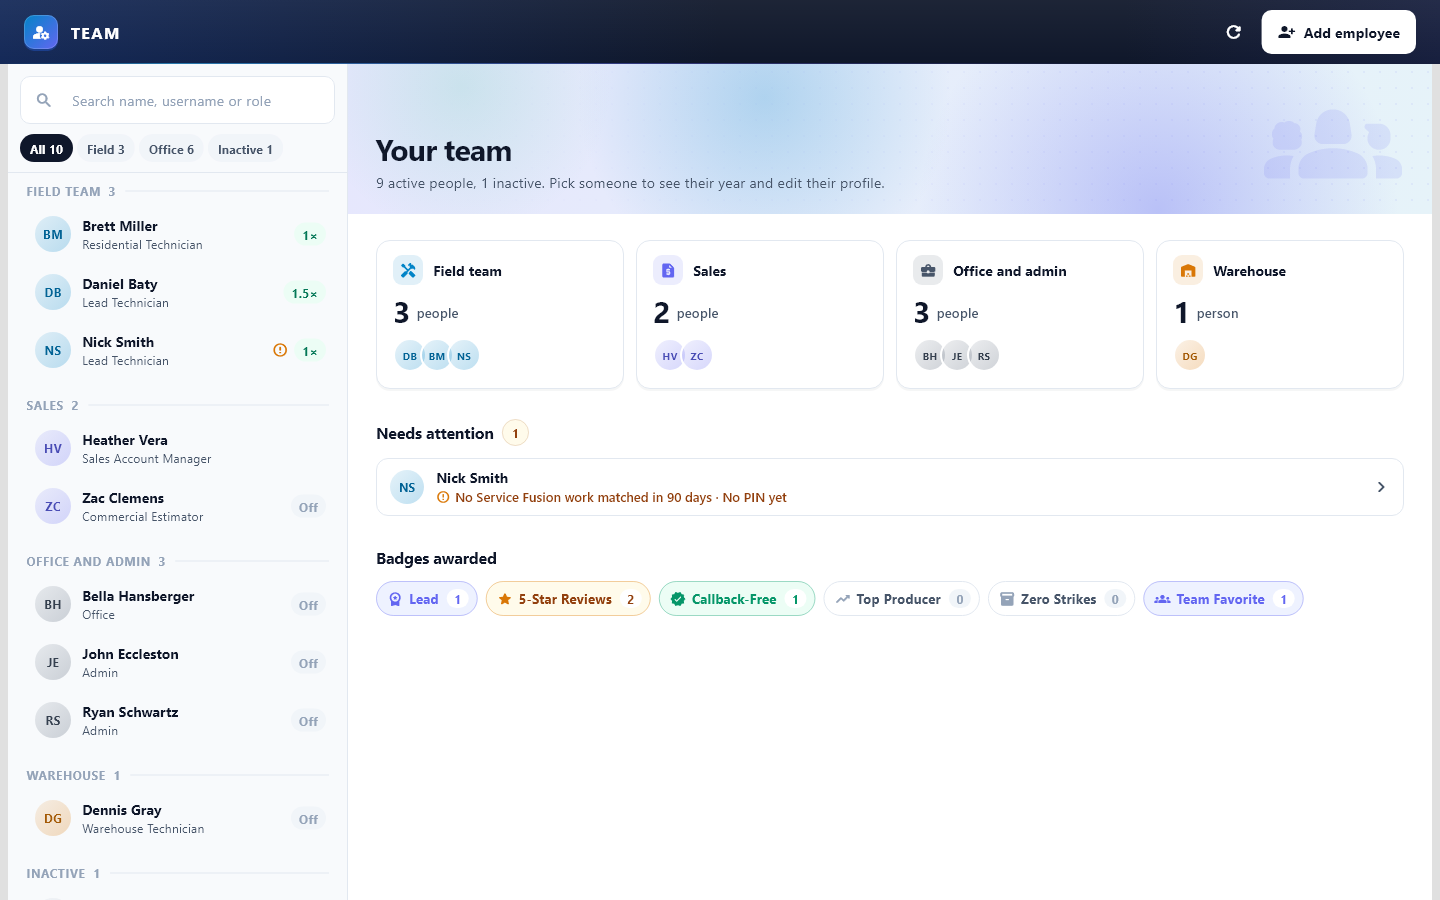 TEAM
Add employee
Search name, username or role
All 10
Field 3
Office 6
Inactive 1
FIELD TEAM 3
BM
Brett Miller
Residential Technician
1×
DB
Daniel Baty
Lead Technician
1.5×
NS
Nick Smith
Lead Technician
1×
SALES 2
HV
Heather Vera
Sales Account Manager
ZC
Zac Clemens
Commercial Estimator
Off
OFFICE AND ADMIN 3
BH
Bella Hansberger
Office
Off
JE
John Eccleston
Admin
Off
RS
Ryan Schwartz
Admin
Off
WAREHOUSE 1
DG
Dennis Gray
Warehouse Technician
Off
INACTIVE 1
Your team
9 active people, 1 inactive. Pick someone to see their year and edit their profile.
Field team
3 people
DB BM NS
Sales
2 people
HV ZC
Office and admin
3 people
BH JE RS
Warehouse
1 person
DG
Needs attention 1
NS
Nick Smith
No Service Fusion work matched in 90 days · No PIN yet
Badges awarded
Lead 1
5-Star Reviews 2
Callback-Free 1
Top Producer 0
Zero Strikes 0
Team Favorite 1